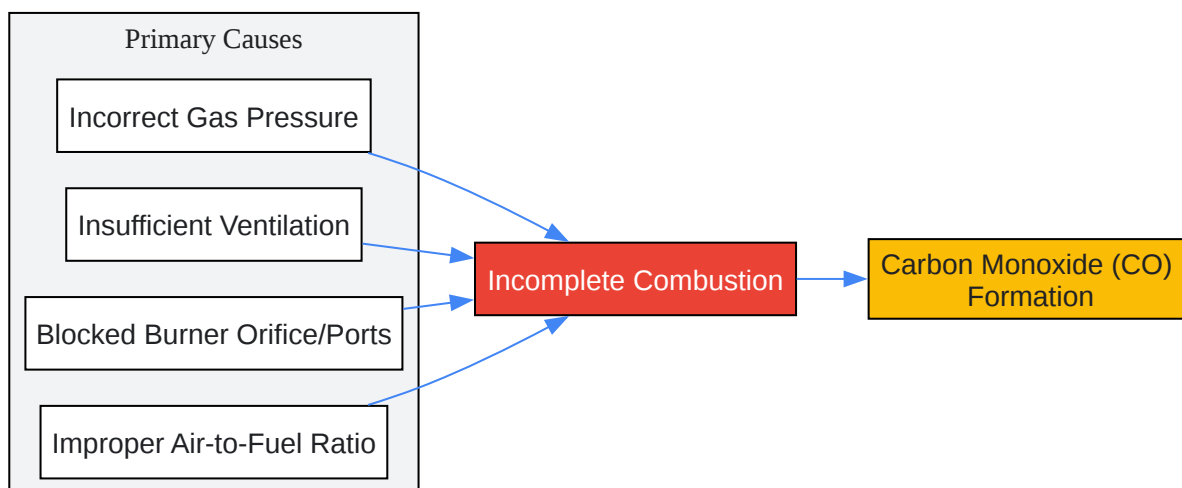 Primary Causes
Incorrect Gas Pressure
Insufficient Ventilation
Blocked Burner Orifice/Ports
Improper Air-to-Fuel Ratio
Incomplete Combustion
Carbon Monoxide (CO)
Formation